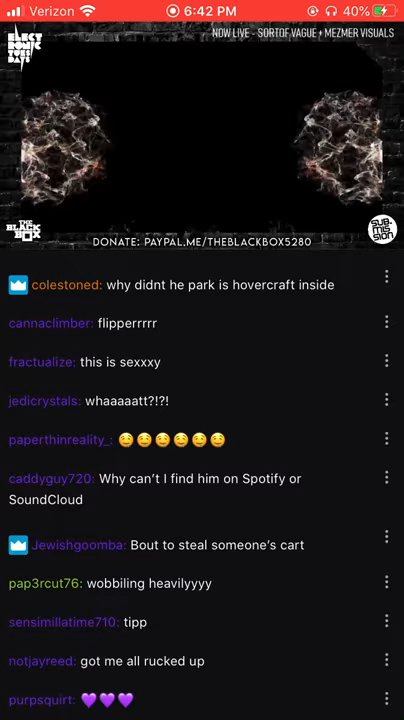 Verizon 6:42 PM 40%
ELECTRONIC TUESDAYS
NOW LIVE - SORTOF VAGUE + MEZMER VISUALS
THE BLACK BOX
SUB.MISSION
DONATE: PAYPAL.ME/THEBLACKBOX5280
colestoned: why didnt he park is hovercraft inside
cannaclimber: flipperrrrr
fractualize: this is sexxxy
jedicrystals: whaaaaatt?!?!
paperthinreality_: 🤤🤤🤤🤤🤤🤤
caddyguy720: Why can’t I find him on Spotify or
SoundCloud
Jewishgoomba: Bout to steal someone’s cart
pap3rcut76: wobbiling heavilyyyy
sensimillatime710: tipp
notjayreed: got me all rucked up
purpsquirt: 💜💜💜